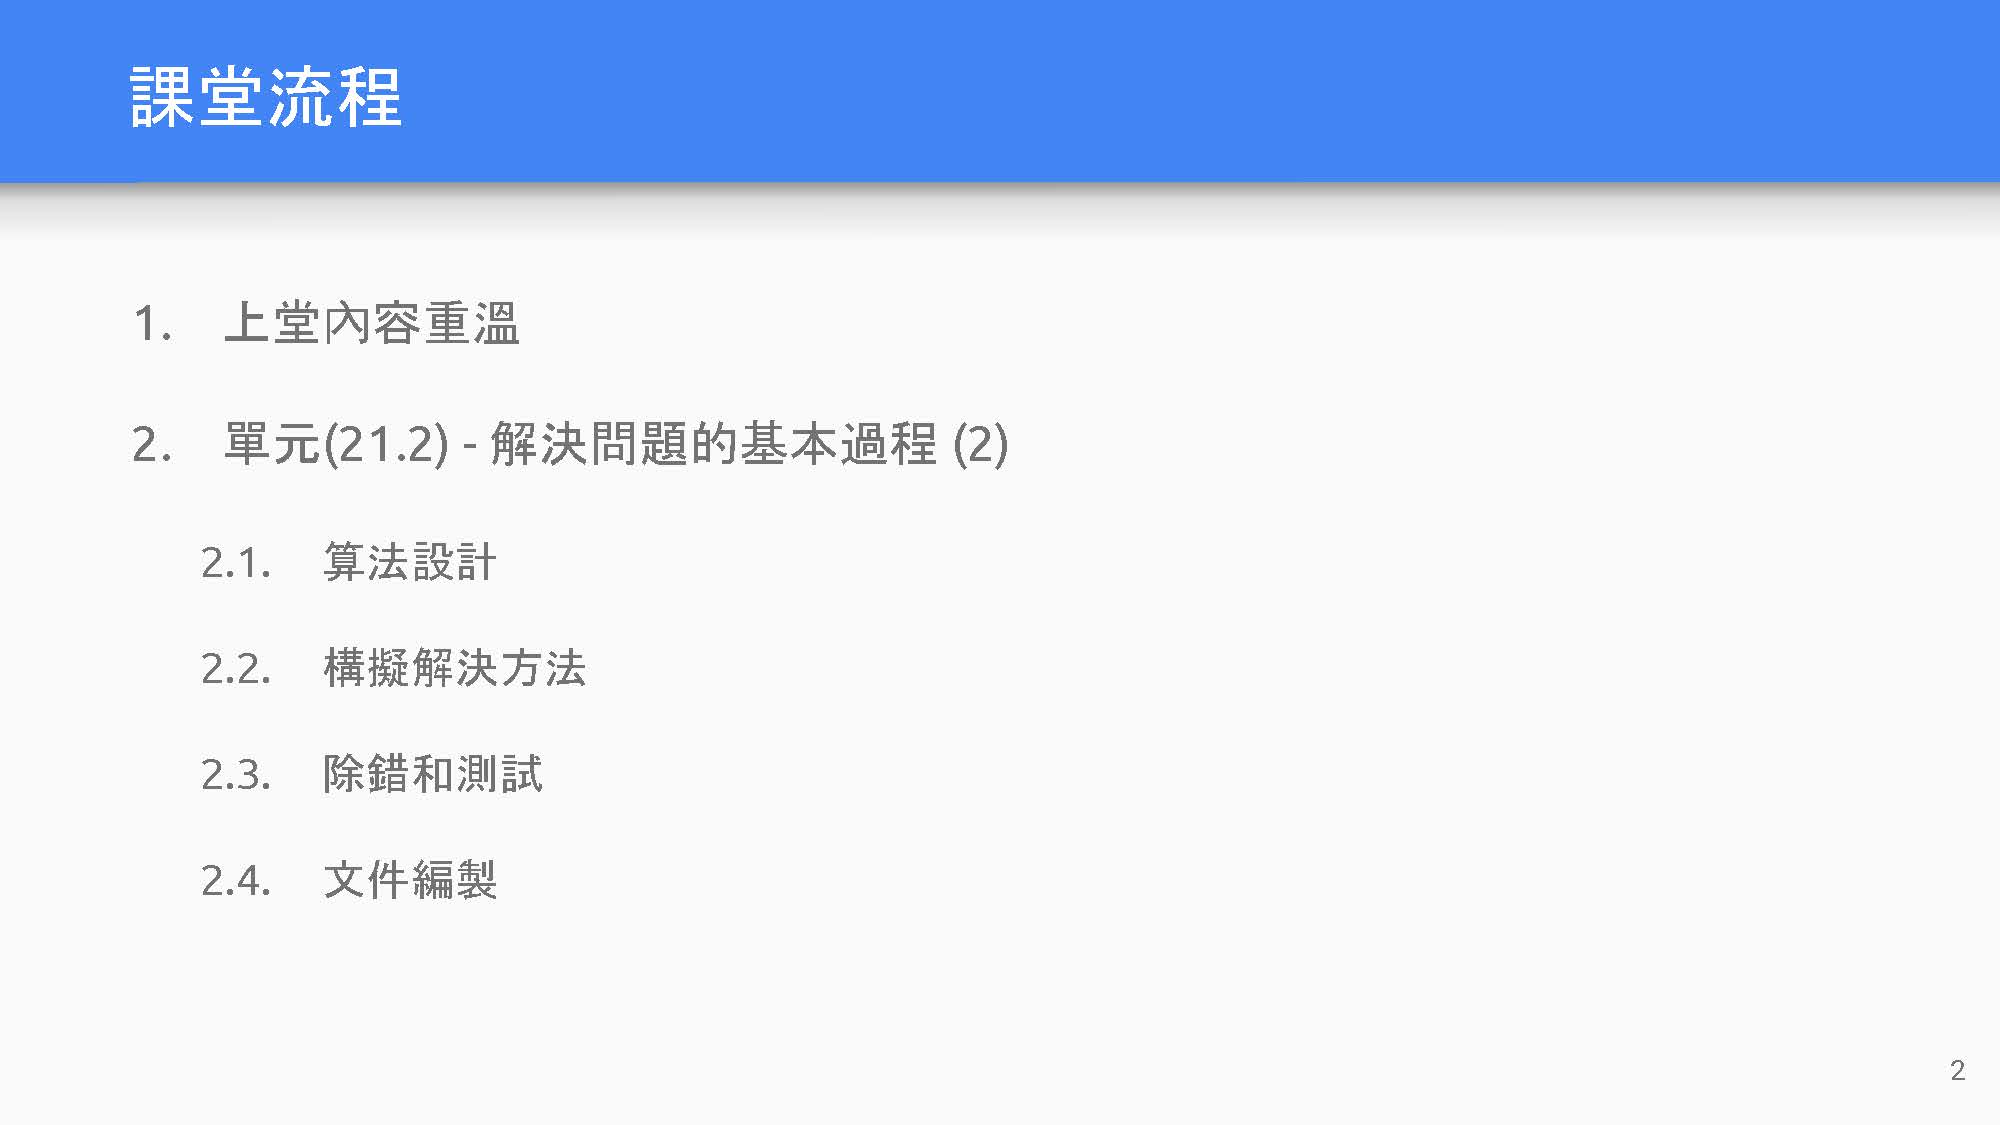 課堂流程
1. 上堂內容重溫
2. 單元(21.2) - 解決問題的基本過程 (2)
2.1. 算法設計
2.2. 構擬解決方法
2.3. 除錯和測試
2.4. 文件編製
2